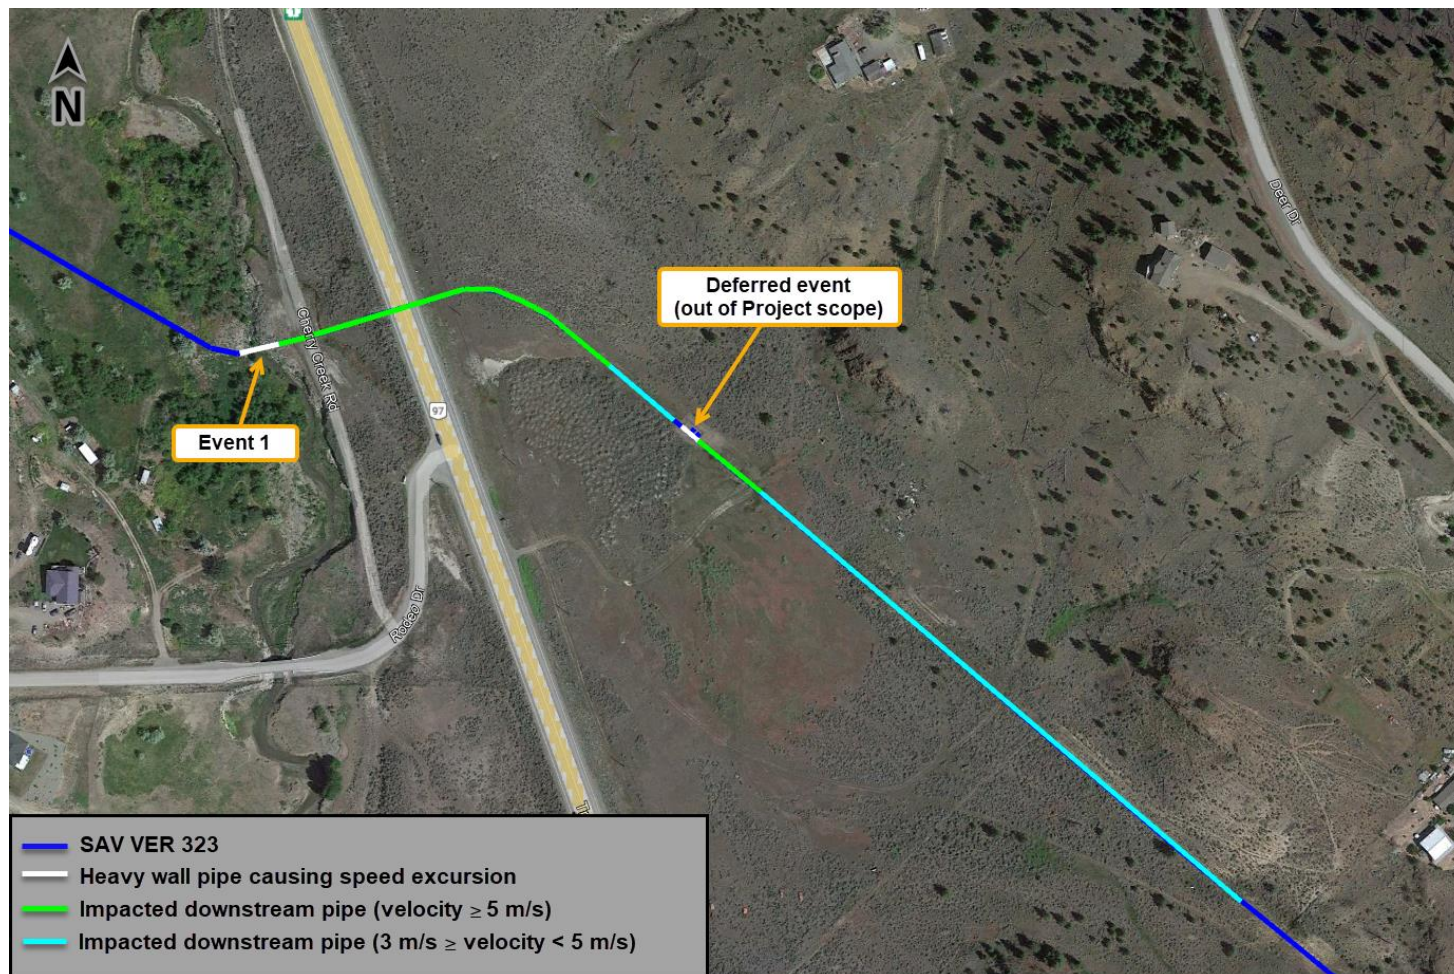 1
N
Deer Dr
Deferred event
(out of Project scope)
Cherry Creek Rd
97
Event 1
Rodeo Dr
SAV VER 323
Heavy wall pipe causing speed excursion
Impacted downstream pipe (velocity ≥ 5 m/s)
Impacted downstream pipe (3 m/s ≥ velocity < 5 m/s)